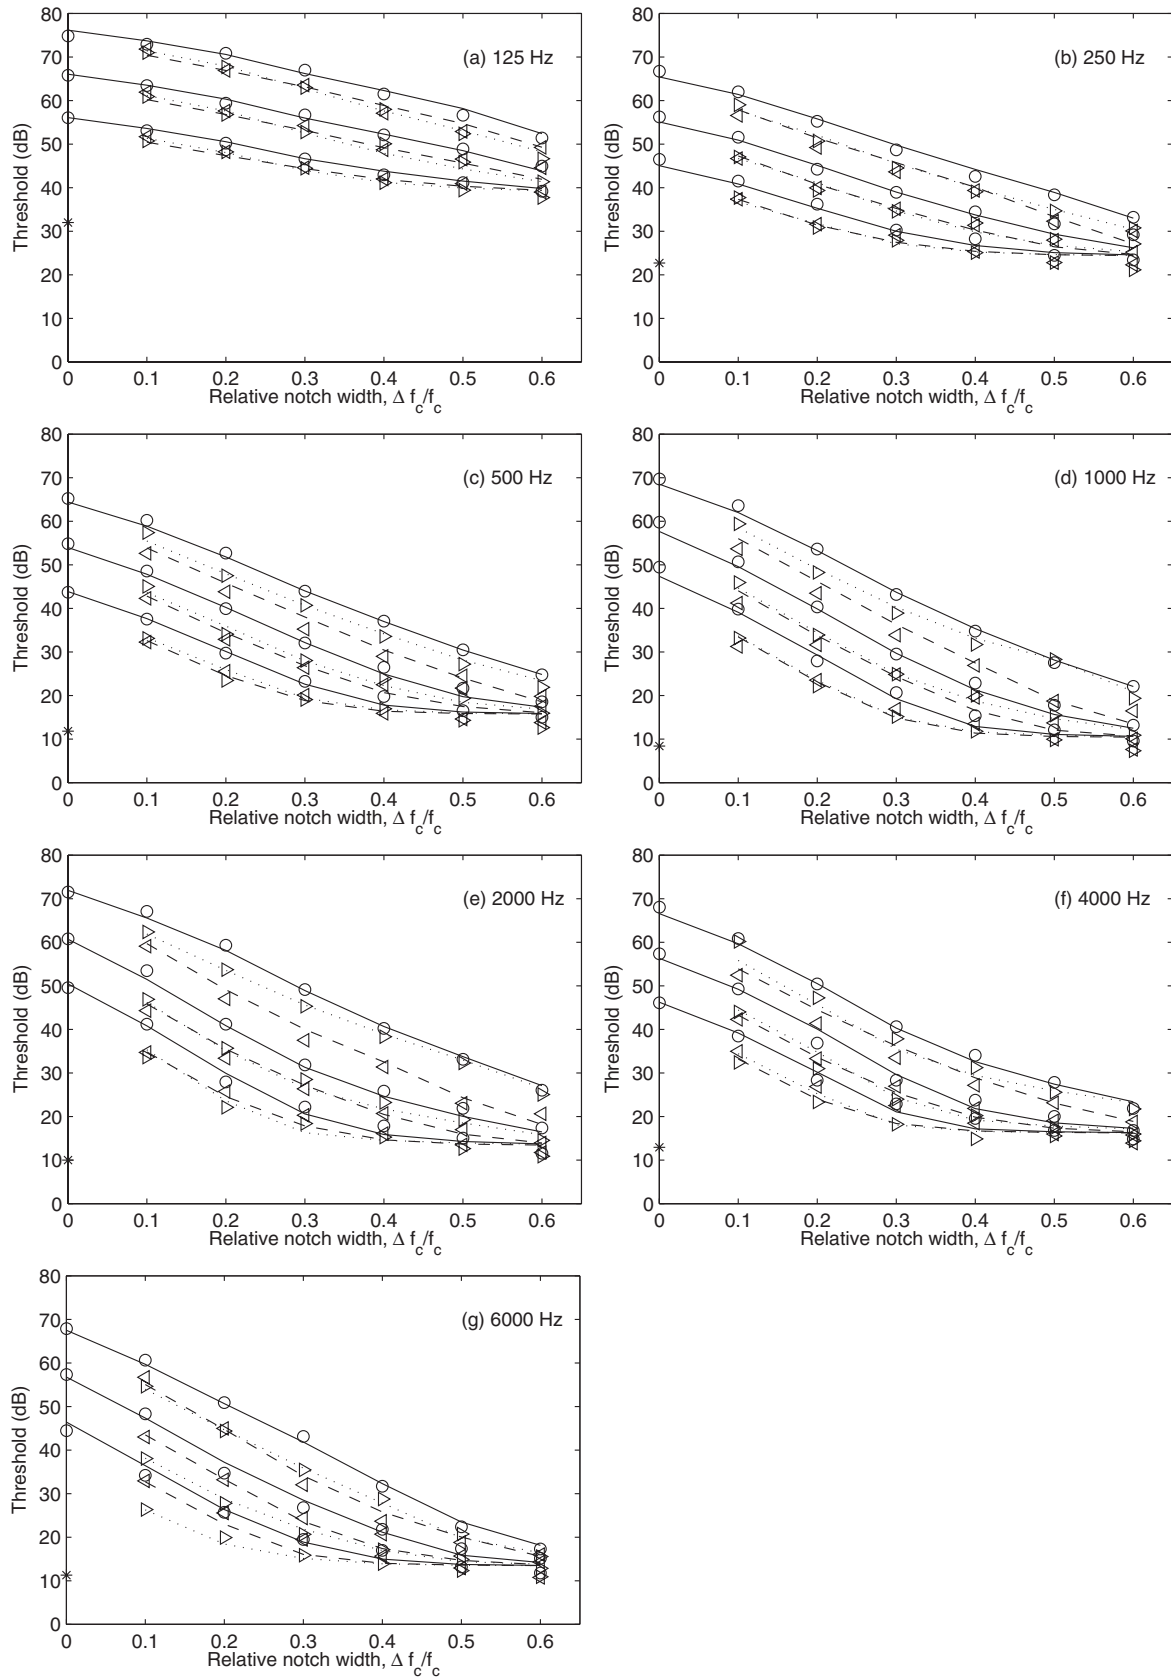 80
70
60
50
40
30
20
10
0
Threshold (dB)
(a) 125 Hz
0 0.1 0.2 0.3 0.4 0.5 0.6
Relative notch width, Δ f_c/f_c
80
70
60
50
40
30
20
10
0
Threshold (dB)
(b) 250 Hz
0 0.1 0.2 0.3 0.4 0.5 0.6
Relative notch width, Δ f_c/f_c
80
70
60
50
40
30
20
10
0
Threshold (dB)
(c) 500 Hz
0 0.1 0.2 0.3 0.4 0.5 0.6
Relative notch width, Δ f_c/f_c
80
70
60
50
40
30
20
10
0
Threshold (dB)
(d) 1000 Hz
0 0.1 0.2 0.3 0.4 0.5 0.6
Relative notch width, Δ f_c/f_c
80
70
60
50
40
30
20
10
0
Threshold (dB)
(e) 2000 Hz
0 0.1 0.2 0.3 0.4 0.5 0.6
Relative notch width, Δ f_c/f_c
80
70
60
50
40
30
20
10
0
Threshold (dB)
(f) 4000 Hz
0 0.1 0.2 0.3 0.4 0.5 0.6
Relative notch width, Δ f_c/f_c
80
70
60
50
40
30
20
10
0
Threshold (dB)
(g) 6000 Hz
0 0.1 0.2 0.3 0.4 0.5 0.6
Relative notch width, Δ f_c/f_c